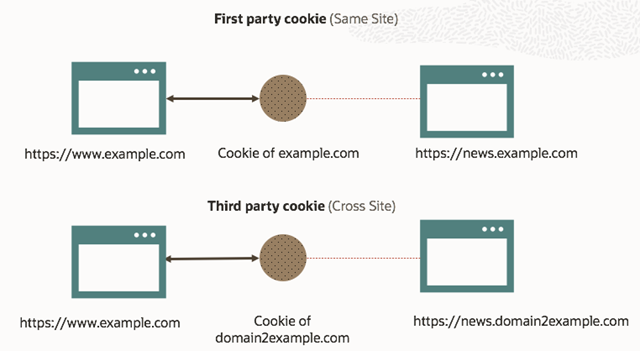 First party cookie (Same Site)
https://www.example.com
Cookie of example.com
https://news.example.com
Third party cookie (Cross Site)
https://www.example.com
Cookie of
domain2example.com
https://news.domain2example.com